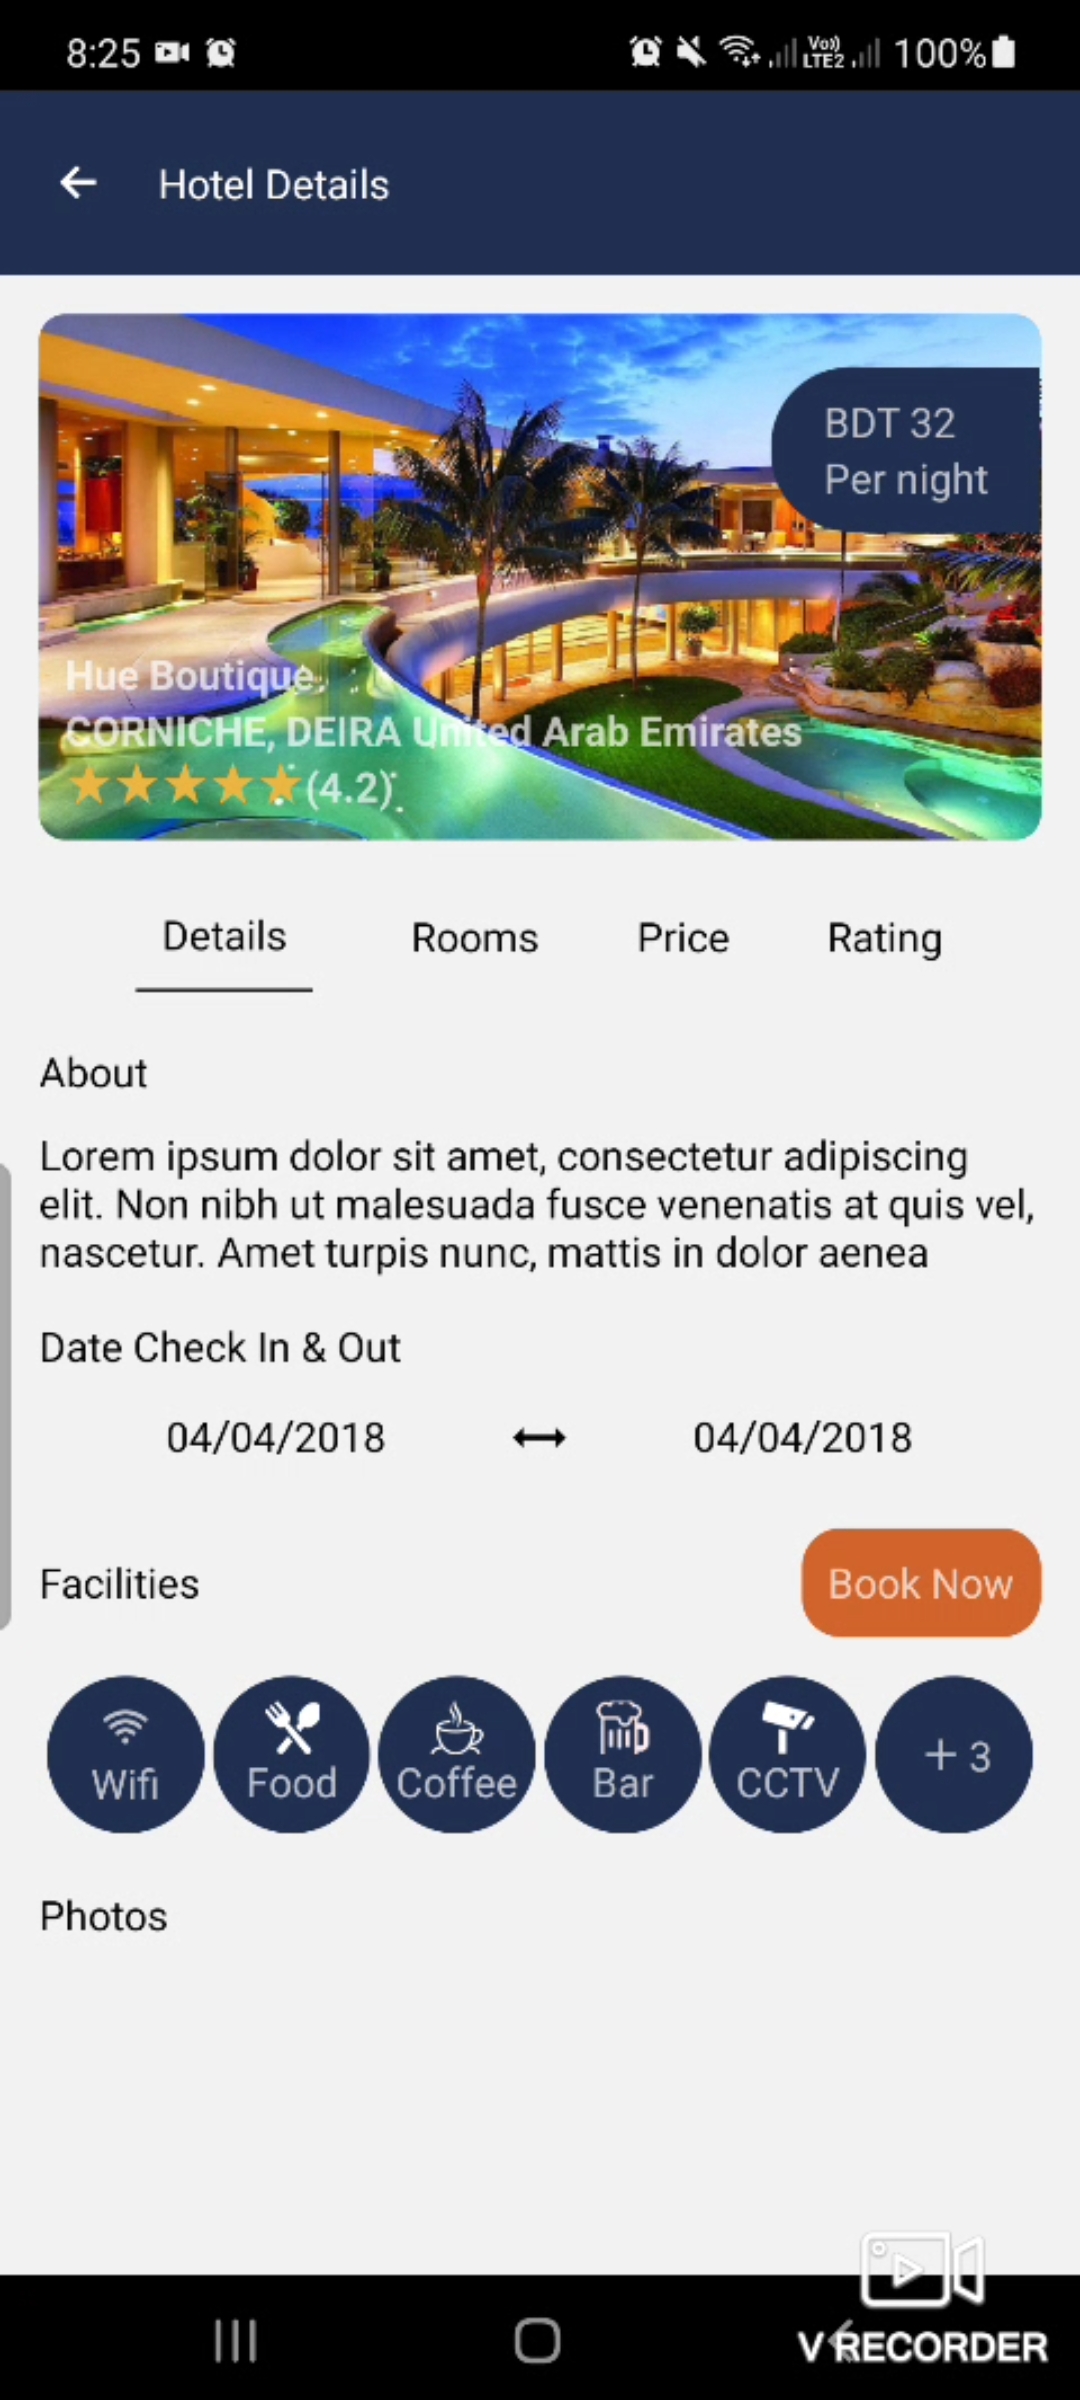 8:25
Vo)) LTE2 100%
Hotel Details
BDT 32
Per night
Hue Boutique,
CORNICHE, DEIRA United Arab Emirates
(4.2)
Details Rooms Price Rating
About
Lorem ipsum dolor sit amet, consectetur adipiscing
elit. Non nibh ut malesuada fusce venenatis at quis vel,
nascetur. Amet turpis nunc, mattis in dolor aenea
Date Check In & Out
04/04/2018 04/04/2018
Facilities
Book Now
Wifi Food Coffee Bar CCTV + 3
Photos
V RECORDER